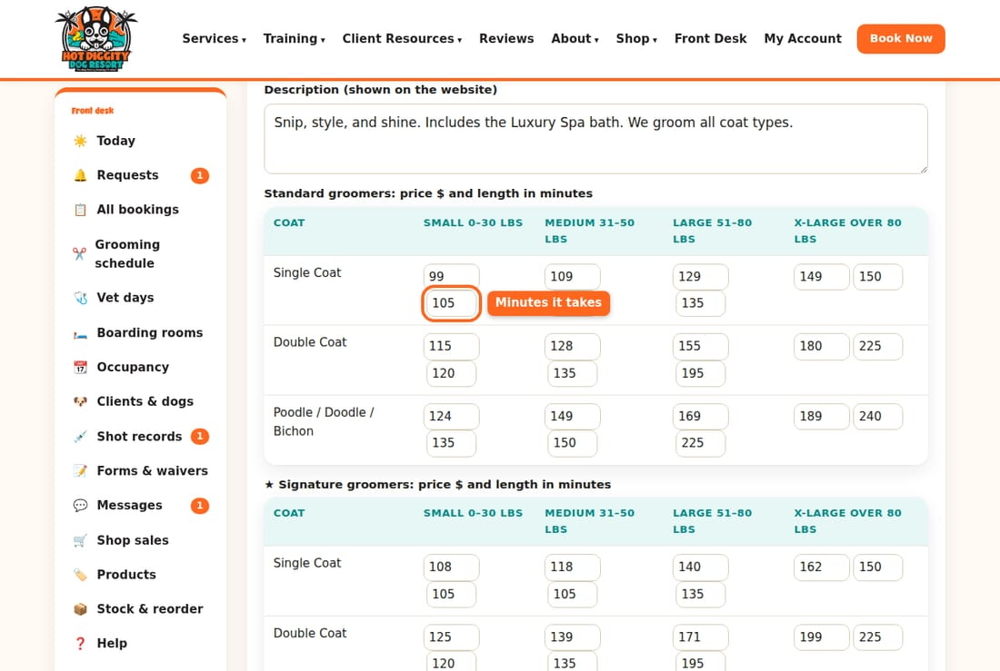 HOT DIGGITY
DOG RESORT
Services ▾
Training ▾
Client Resources ▾
Reviews
About ▾
Shop ▾
Front Desk
My Account
Book Now
Front desk
Today
Requests 1
All bookings
Grooming
schedule
Vet days
Boarding rooms
Occupancy
Clients & dogs
Shot records 1
Forms & waivers
Messages 1
Shop sales
Products
Stock & reorder
Help
Description (shown on the website)
Snip, style, and shine. Includes the Luxury Spa bath. We groom all coat types.
Standard groomers: price $ and length in minutes
COAT SMALL 0–30 LBS MEDIUM 31–50 LARGE 51–80 X-LARGE OVER 80
LBS LBS LBS
Single Coat 99 109 129 149 150
105 Minutes it takes 135
Double Coat 115 128 155 180 225
120 135 195
Poodle / Doodle / 124 149 169 189 240
Bichon 135 150 225
★ Signature groomers: price $ and length in minutes
COAT SMALL 0–30 LBS MEDIUM 31–50 LARGE 51–80 X-LARGE OVER 80
LBS LBS LBS
Single Coat 108 118 140 162 150
105 105 135
Double Coat 125 139 171 199 225
120 135 195